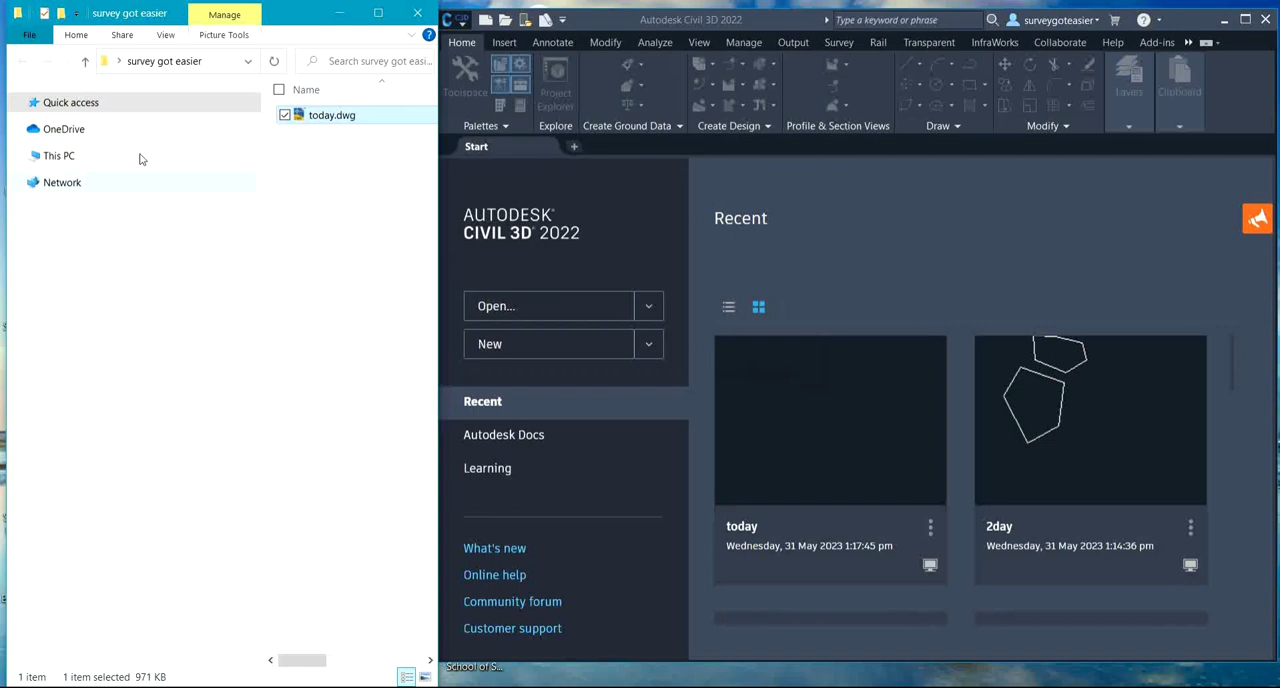 survey got easier
Manage
File
Home
Share
View
Picture Tools
survey got easier
Search survey got easi...
Quick access
OneDrive
This PC
Network
Name
today.dwg
1 item
1 item selected 971 KB
C3D
Autodesk Civil 3D 2022
Type a keyword or phrase
surveygoteasier
Home
Insert
Annotate
Modify
Analyze
View
Manage
Output
Survey
Rail
Transparent
InfraWorks
Collaborate
Help
Add-ins
Toolspace
Project
Explorer
Layers
Clipboard
Palettes
Explore
Create Ground Data
Create Design
Profile & Section Views
Draw
Modify
Start
AUTODESK®
CIVIL 3D® 2022
Open...
New
Recent
Autodesk Docs
Learning
What's new
Online help
Community forum
Customer support
Recent
today
Wednesday, 31 May 2023 1:17:45 pm
2day
Wednesday, 31 May 2023 1:14:36 pm
School of S...